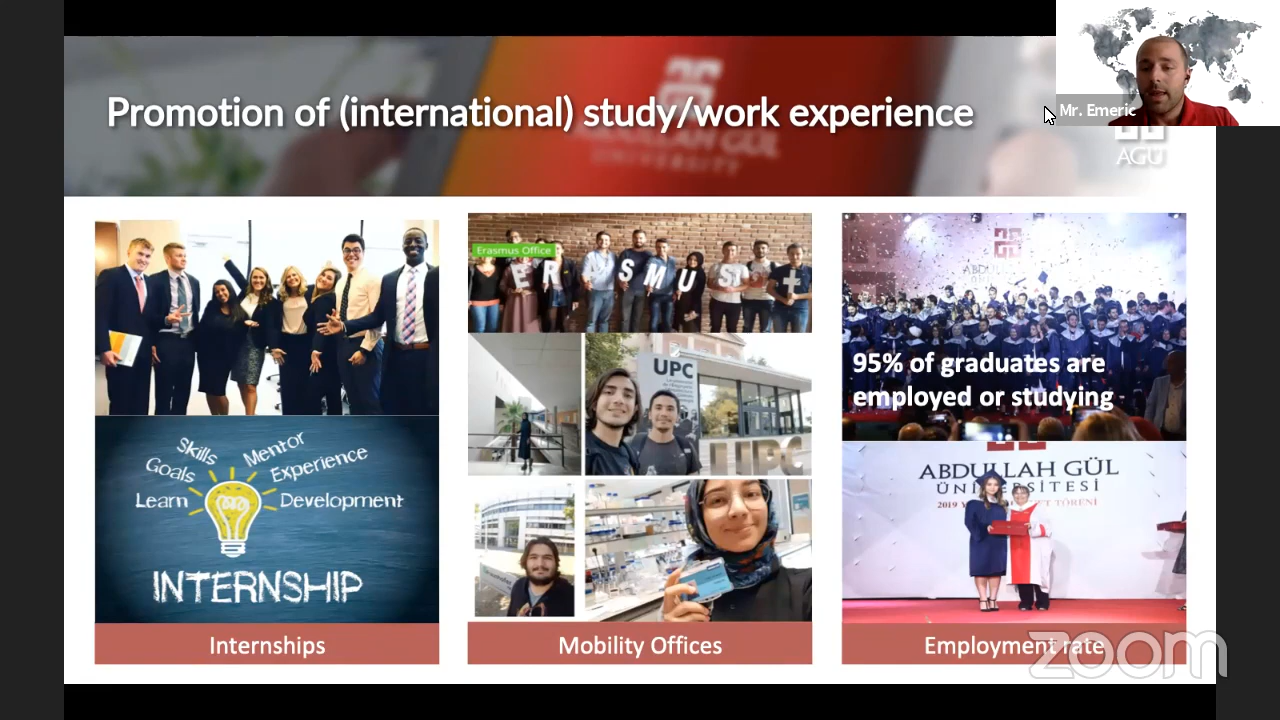 Promotion of (international) study/work experience
Mr. Emeric
AGU
Erasmus Office
ERASMUS+
UPC
UPC
95% of graduates are
employed or studying
ABDULLAH GÜL
ÜNİVERSİTESİ
Skills
Mentor
Goals
Experience
Learn
Development
INTERNSHIP
Internships
Mobility Offices
Employment rate
zoom